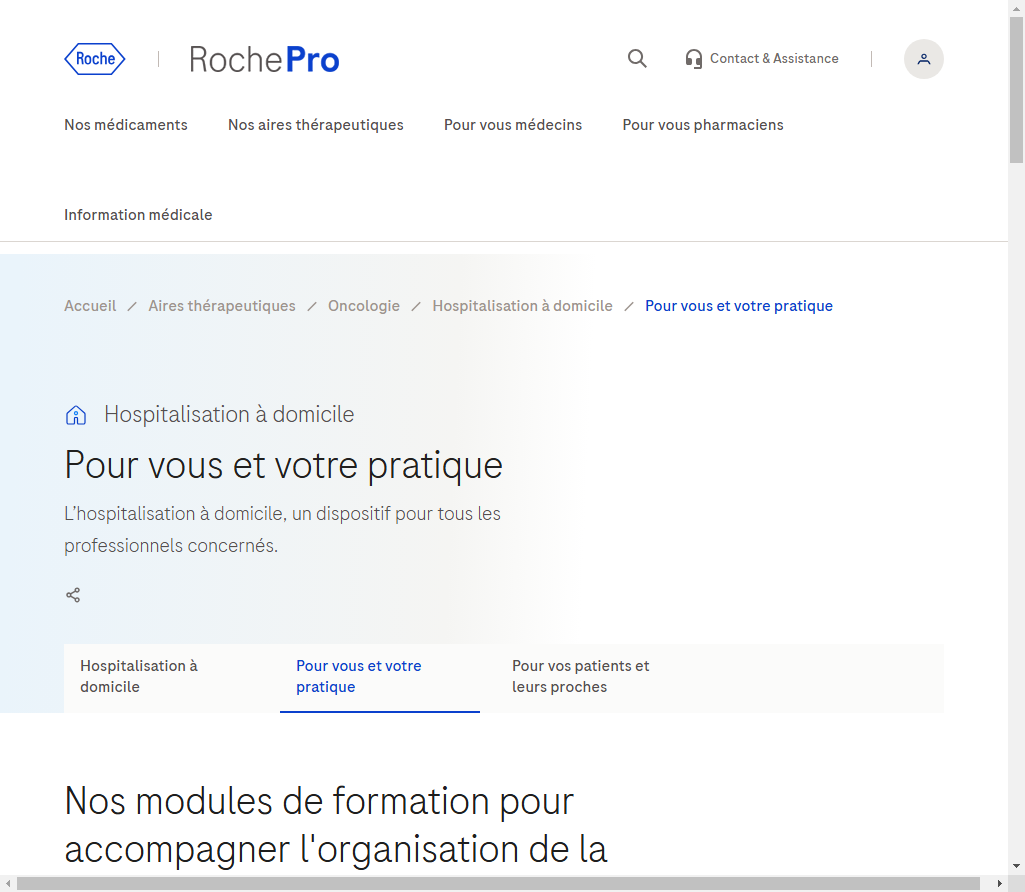 Roche
RochePro
Contact & Assistance
Nos médicaments
Nos aires thérapeutiques
Pour vous médecins
Pour vous pharmaciens
Information médicale
Accueil / Aires thérapeutiques / Oncologie / Hospitalisation à domicile / Pour vous et votre pratique
Hospitalisation à domicile
Pour vous et votre pratique
L’hospitalisation à domicile, un dispositif pour tous les
professionnels concernés.
Hospitalisation à
domicile
Pour vous et votre
pratique
Pour vos patients et
leurs proches
Nos modules de formation pour
accompagner l'organisation de la